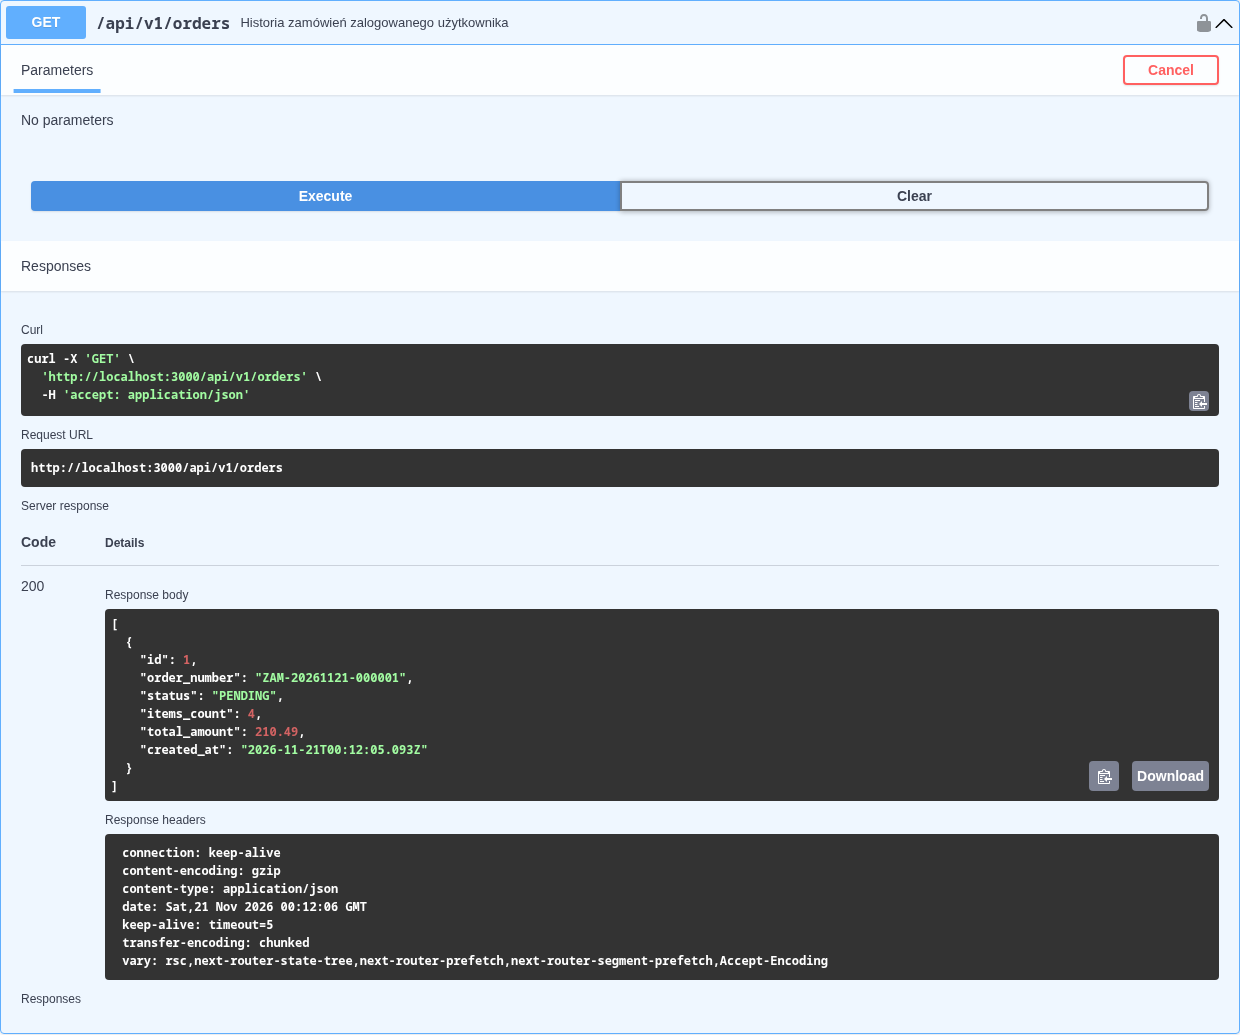 GET /api/v1/orders Historia zamówień zalogowanego użytkownika
Parameters
Cancel
No parameters
Execute
Clear
Responses
Curl
curl -X 'GET' \
'http://localhost:3000/api/v1/orders' \
-H 'accept: application/json'
Request URL
http://localhost:3000/api/v1/orders
Server response
Code Details
200
Response body
[
{
"id": 1,
"order_number": "ZAM-20261121-000001",
"status": "PENDING",
"items_count": 4,
"total_amount": 210.49,
"created_at": "2026-11-21T00:12:05.093Z"
}
]
Download
Response headers
connection: keep-alive
content-encoding: gzip
content-type: application/json
date: Sat,21 Nov 2026 00:12:06 GMT
keep-alive: timeout=5
transfer-encoding: chunked
vary: rsc,next-router-state-tree,next-router-prefetch,next-router-segment-prefetch,Accept-Encoding
Responses